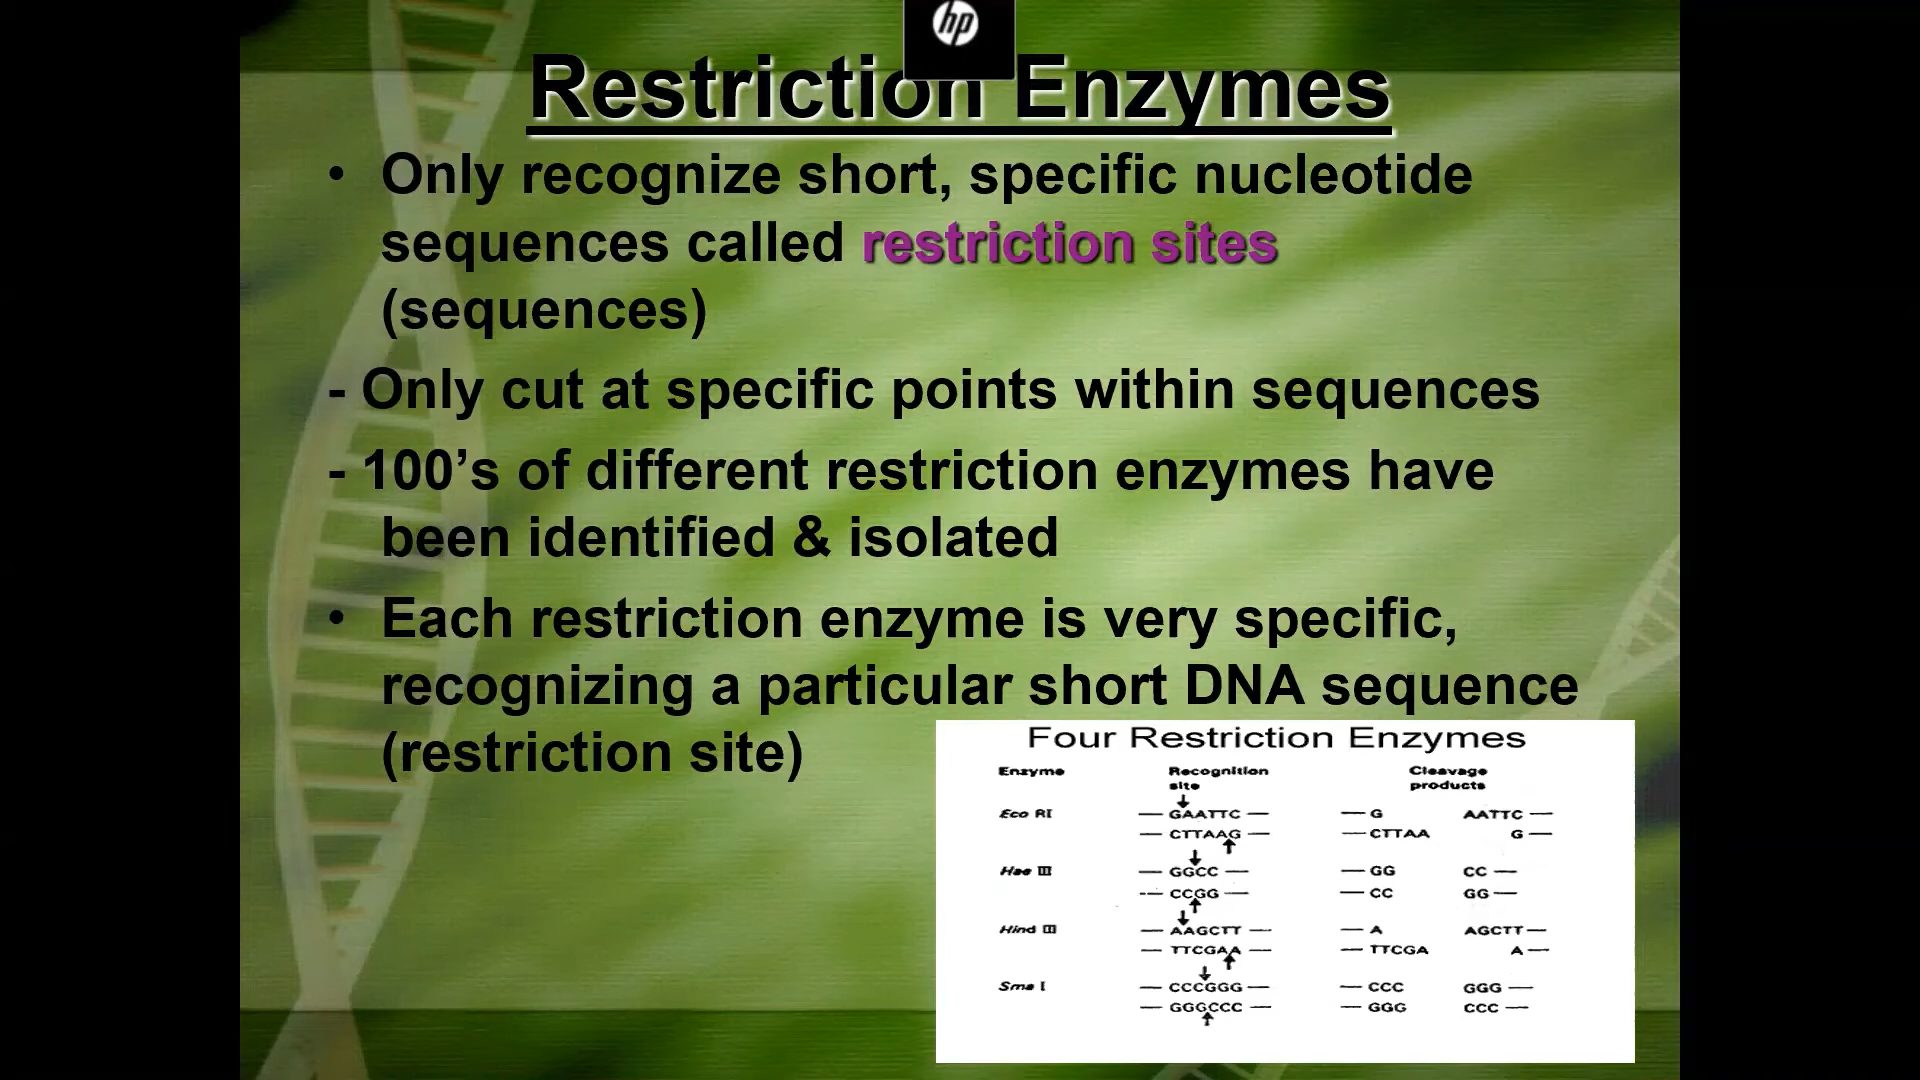 hp
Restriction Enzymes
• Only recognize short, specific nucleotide
sequences called restriction sites
(sequences)
- Only cut at specific points within sequences
- 100’s of different restriction enzymes have
been identified & isolated
• Each restriction enzyme is very specific,
recognizing a particular short DNA sequence
(restriction site)
Four Restriction Enzymes
Enzyme Recognition site Cleavage products
Eco RI — GAATTC — — G AATTC —
— CTTAAG — — CTTAA G —
Hae III — GGCC — — GG CC —
— CCGG — — CC GG —
Hind III — AAGCTT — — A AGCTT —
— TTCGAA — — TTCGA A —
Sma I — CCCGGG — — CCC GGG —
— GGGCCC — — GGG CCC —